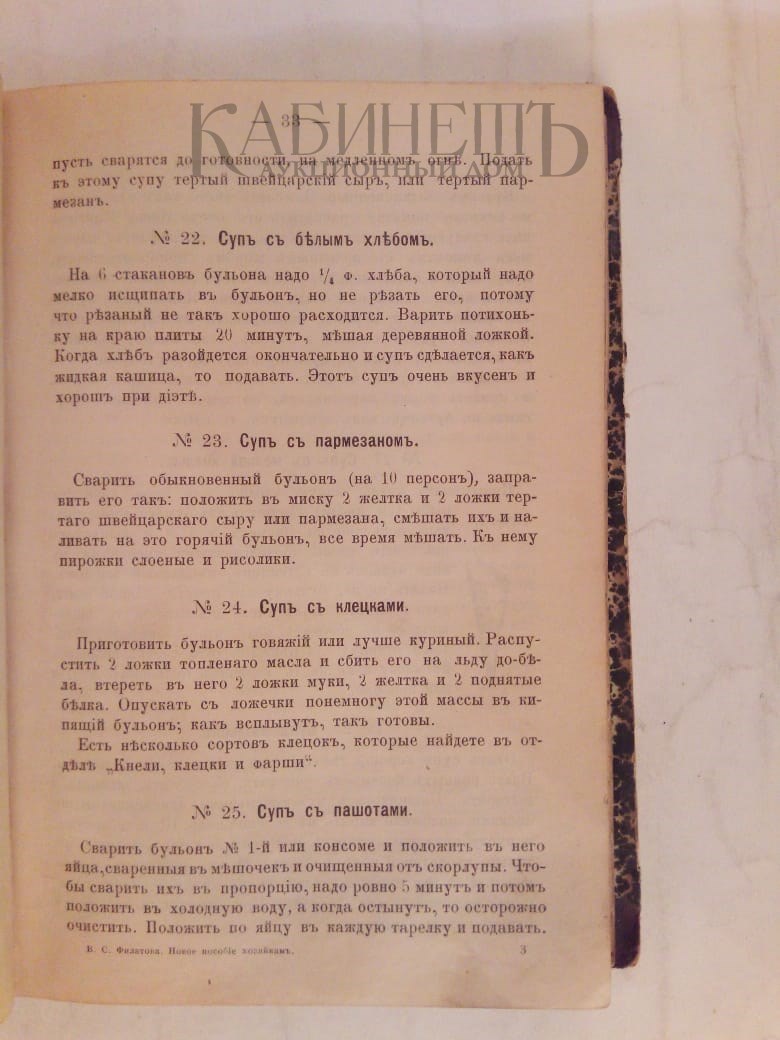 КАБИНЕТЪ
АУКЦИОННЫЙ ДОМ
— 33 —
пусть сварятся до готовности, на медленномъ огнѣ. Подать
къ этому супу тертый швейцарскій сыръ, или тертый пар-
мезанъ.
№ 22. Супъ съ бѣлымъ хлѣбомъ.
На 6 стакановъ бульона надо 1/4 ф. хлѣба, который надо
мелко исщипать въ бульонъ, но не рѣзать его, потому
что рѣзаный не такъ хорошо расходится. Варить потихонь-
ку на краю плиты 20 минутъ, мѣшая деревянной ложкой.
Когда хлѣбъ разойдется окончательно и супъ сдѣлается, какъ
жидкая кашица, то подавать. Этотъ супъ очень вкусенъ и
хорошъ при діэтѣ.
№ 23. Супъ съ пармезаномъ.
Сварить обыкновенный бульонъ (на 10 персонъ), запра-
вить его такъ: положить въ миску 2 желтка и 2 ложки тер-
таго швейцарскаго сыру или пармезана, смѣшать ихъ и на-
ливать на это горячій бульонъ, все время мѣшать. Къ нему
пирожки слоеные и рисолики.
№ 24. Супъ съ клецками.
Приготовить бульонъ говяжій или лучше куриный. Распу-
стить 2 ложки топленаго масла и сбить его на льду до-бѣ-
ла, втереть въ него 2 ложки муки, 2 желтка и 2 поднятые
бѣлка. Опускать съ ложечки понемногу этой массы въ ки-
пящій бульонъ; какъ всплывутъ, такъ готовы.
Есть нѣсколько сортовъ клецокъ, которые найдете въ от-
дѣлѣ „Кнели, клецки и фарши“.
№ 25. Супъ съ пашотами.
Сварить бульонъ № 1-й или консоме и положить въ него
яйца, сваренныя въ мѣшочекъ и очищенныя отъ скорлупы. Что-
бы сварить ихъ въ пропорцію, надо ровно 5 минутъ и потомъ
положить въ холодную воду, а когда остынутъ, то осторожно
очистить. Положить по яйцу въ каждую тарелку и подавать.
В. С. Филатова. Новое пособіе хозяйкамъ. 3